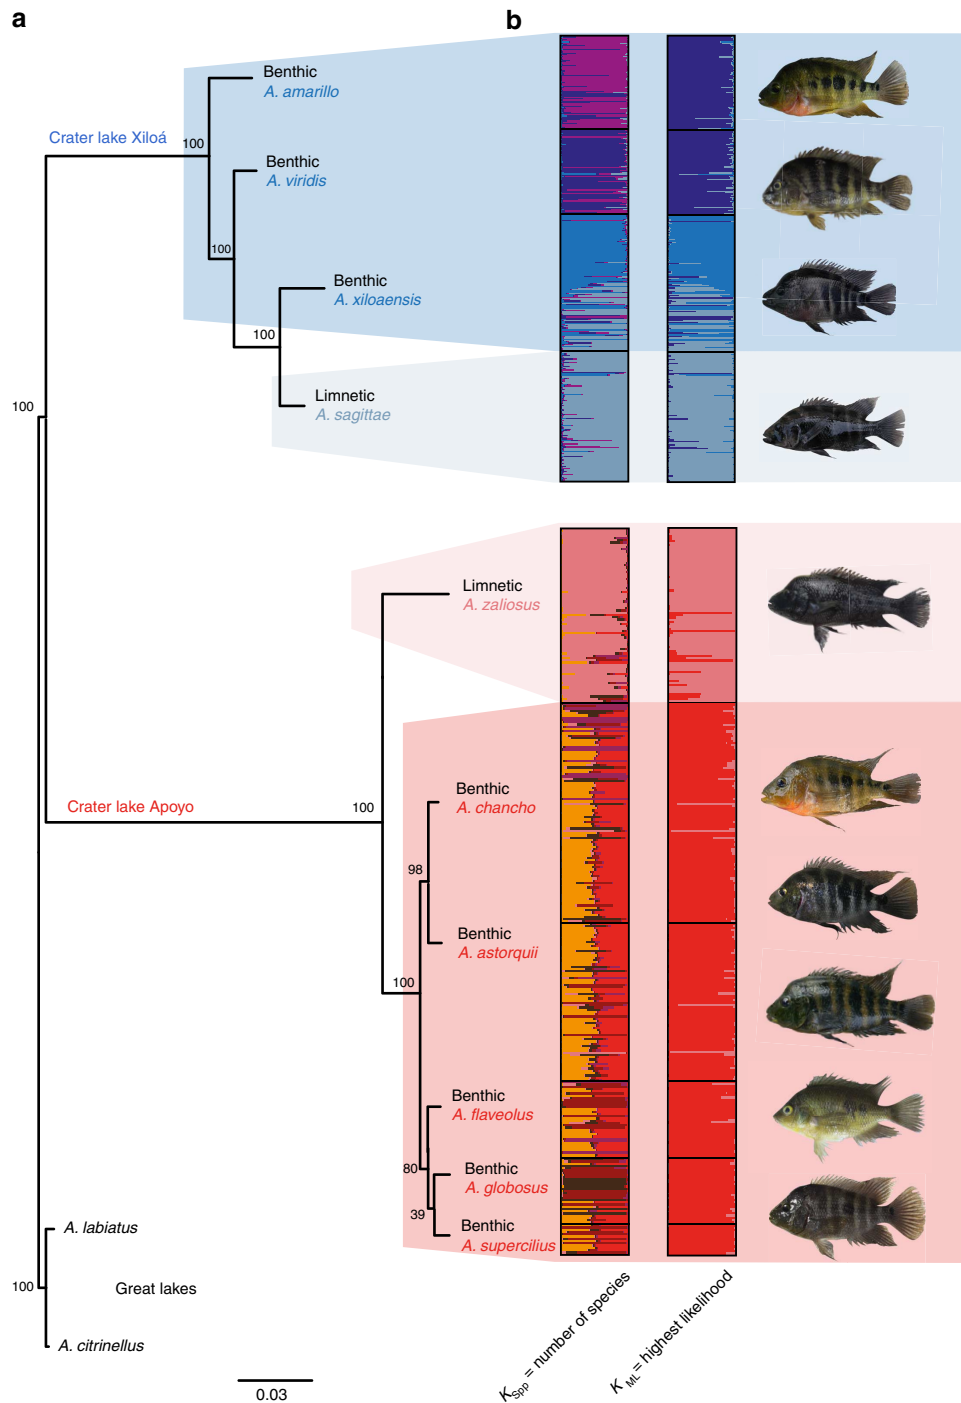 a
b
Benthic
A. amarillo
Crater lake Xiloá
100
Benthic
A. viridis
100
Benthic
A. xiloaensis
100
Limnetic
A. sagittae
100
Limnetic
A. zaliosus
Benthic
A. chancho
Crater lake Apoyo
100
98
Benthic
A. astorquii
100
Benthic
A. flaveolus
80
Benthic
A. globosus
39
Benthic
A. supercilius
A. labiatus
100
Great lakes
A. citrinellus
0.03
KSpp = number of species
KML = highest likelihood